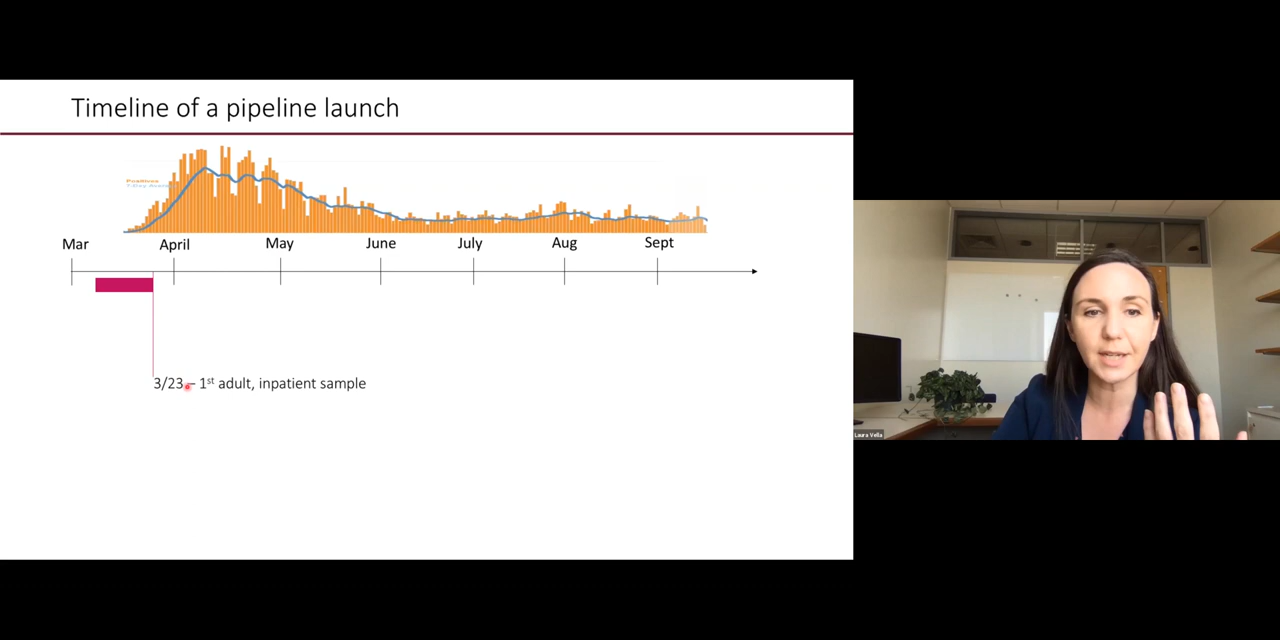 Timeline of a pipeline launch
Positives
Mar April May June July Aug Sept
3/23 – 1st adult, inpatient sample
Laura Vella